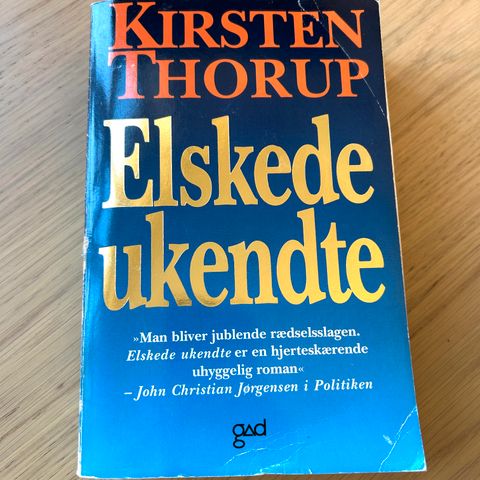 KIRSTEN
THORUP
Elskede
ukendte
»Man bliver jublende rædselsslagen.
Elskede ukendte er en hjerteskærende
uhyggelig roman«
– John Christian Jørgensen i Politiken
gad